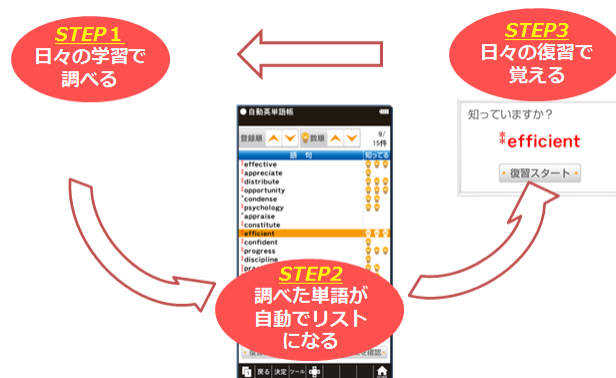 STEP 1
日々の学習で
調べる
STEP3
日々の復習で
覚える
知っていますか？
*efficient
復習スタート
自動英単語帳
登録順
数順
9/
15件
語 句
知ってる
effective
appreciate
distribute
opportunity
condense
psychology
appraise
constitute
efficient
confident
progress
discipline
STEP2
調べた単語が
自動でリスト
になる
戻る 決定 ツール